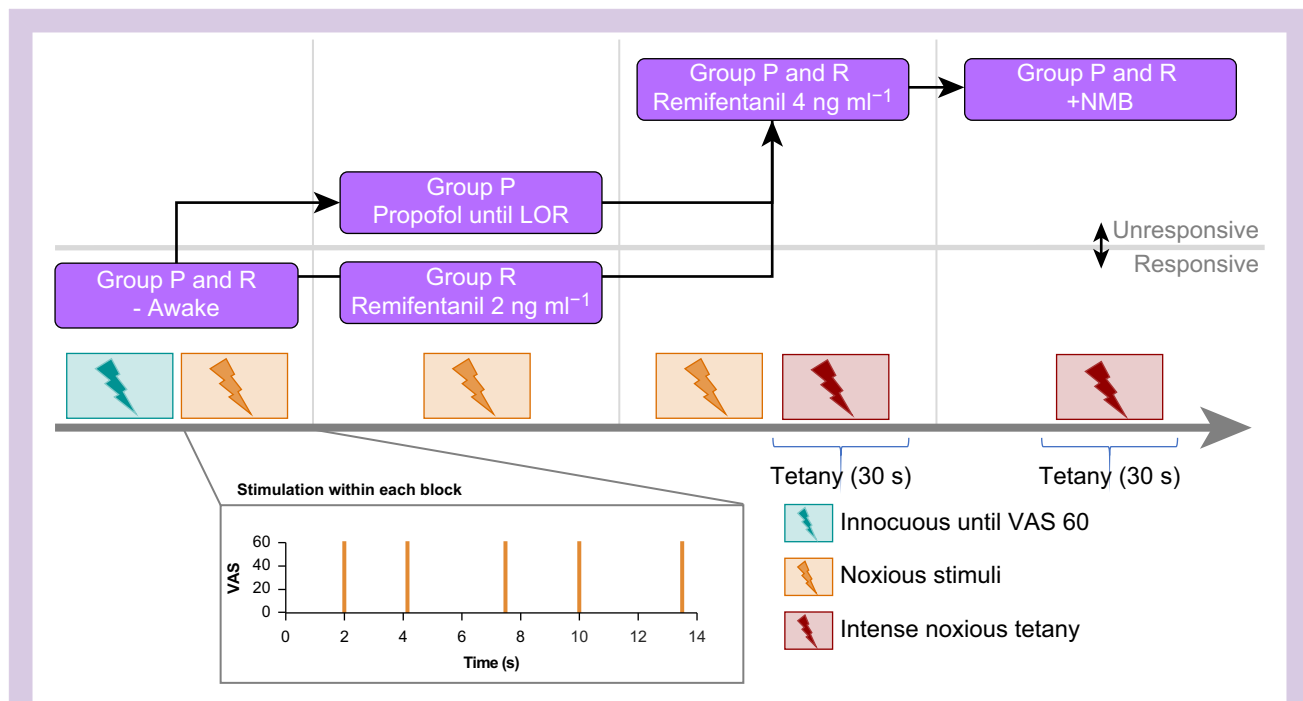 Group P and R
Remifentanil 4 ng ml⁻¹
Group P and R
+NMB
Group P
Propofol until LOR
Unresponsive
Responsive
Group P and R
- Awake
Group R
Remifentanil 2 ng ml⁻¹
Tetany (30 s)
Tetany (30 s)
Stimulation within each block
VAS
60
40
20
0
0
2
4
6
8
10
12
14
Time (s)
Innocuous until VAS 60
Noxious stimuli
Intense noxious tetany